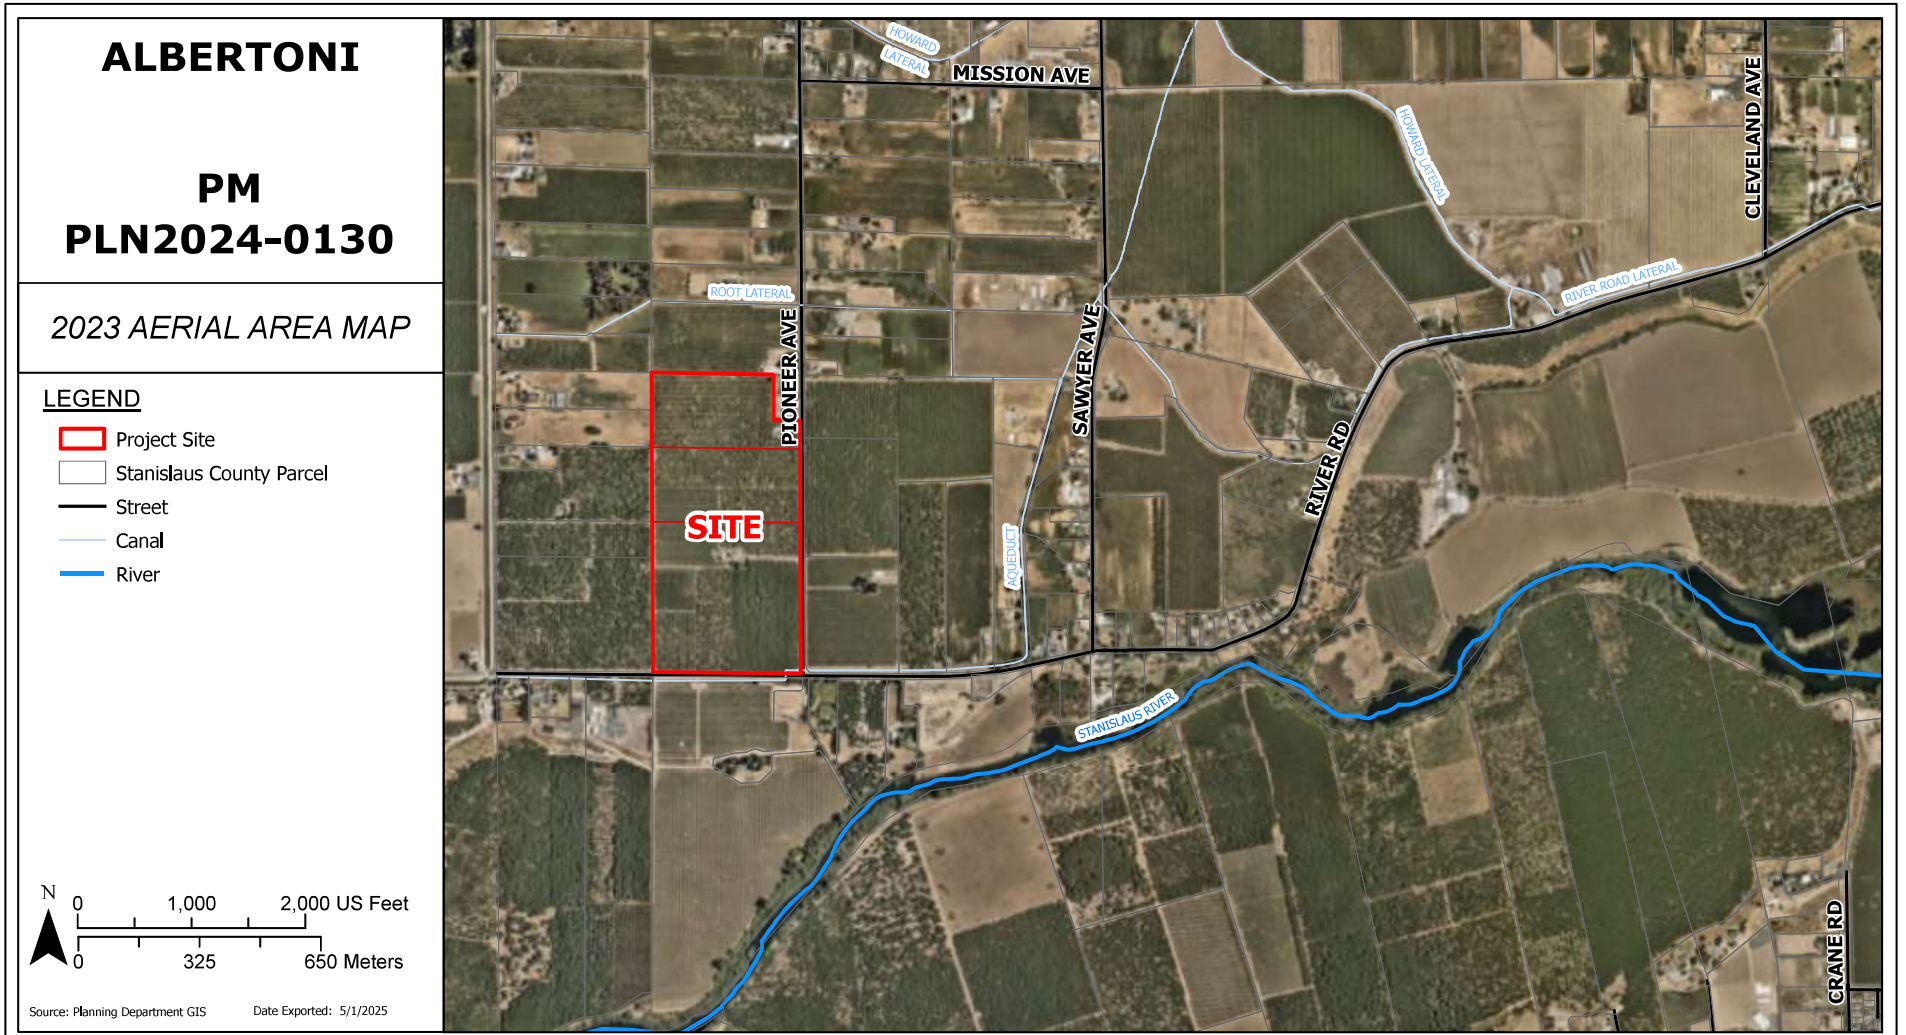 ALBERTONI
PM
PLN2024-0130
2023 AERIAL AREA MAP
LEGEND
Project Site
Stanislaus County Parcel
Street
Canal
River
N
0 1,000 2,000 US Feet
0 325 650 Meters
Source: Planning Department GIS Date Exported: 5/1/2025
HOWARD
LATERAL
MISSION AVE
CLEVELAND AVE
HOWARD LATERAL
ROOT LATERAL
RIVER ROAD LATERAL
PIONEER AVE
SAWYER AVE
RIVER RD
SITE
AQUEDUCT
STANISLAUS RIVER
CRANE RD